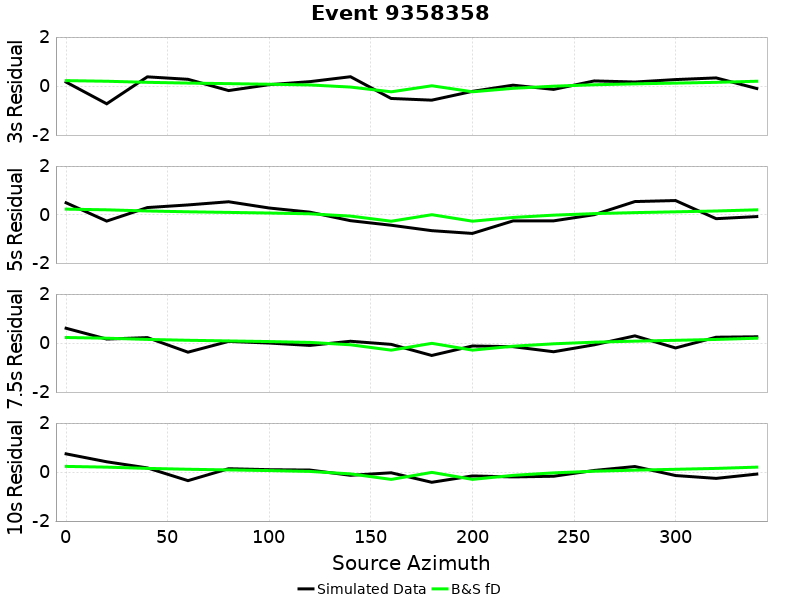 Event 9358358
3s Residual
2
0
-2
5s Residual
2
0
-2
7.5s Residual
2
0
-2
10s Residual
2
0
-2
0 50 100 150 200 250 300
Source Azimuth
Simulated Data B&S fD